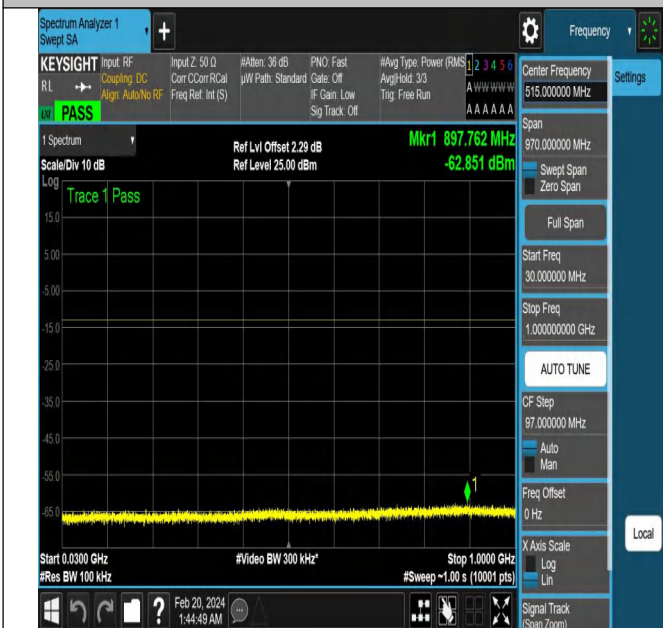 Spectrum Analyzer 1
Swept SA
+
Frequency
KEYSIGHT
RL
LXI
PASS
Input: RF
Coupling: DC
Align: Auto/No RF
Input Z: 50 Ω
Corr CCorr RCal
Freq Ref: Int (S)
#Atten: 36 dB
µW Path: Standard
PNO: Fast
Gate: Off
IF Gain: Low
Sig Track: Off
#Avg Type: Power (RMS
Avg|Hold: 3/3
Trig: Free Run
1 2 3 4 5 6
A W W W W W
A A A A A A
1 Spectrum
Scale/Div 10 dB
Ref Lvl Offset 2.29 dB
Ref Level 25.00 dBm
Mkr1 897.762 MHz
-62.851 dBm
Log
Trace 1 Pass
15.0
5.00
-5.00
-15.0
-25.0
-35.0
-45.0
-55.0
-65.0
1
Start 0.0300 GHz
#Res BW 100 kHz
#Video BW 300 kHz*
Stop 1.0000 GHz
#Sweep ~1.00 s (10001 pts)
?
Feb 20, 2024
1:44:49 AM
Center Frequency
515.000000 MHz
Settings
Span
970.000000 MHz
Swept Span
Zero Span
Full Span
Start Freq
30.000000 MHz
Stop Freq
1.000000000 GHz
AUTO TUNE
CF Step
97.000000 MHz
Auto
Man
Freq Offset
0 Hz
X Axis Scale
Log
Lin
Local
Signal Track
(Span Zoom)